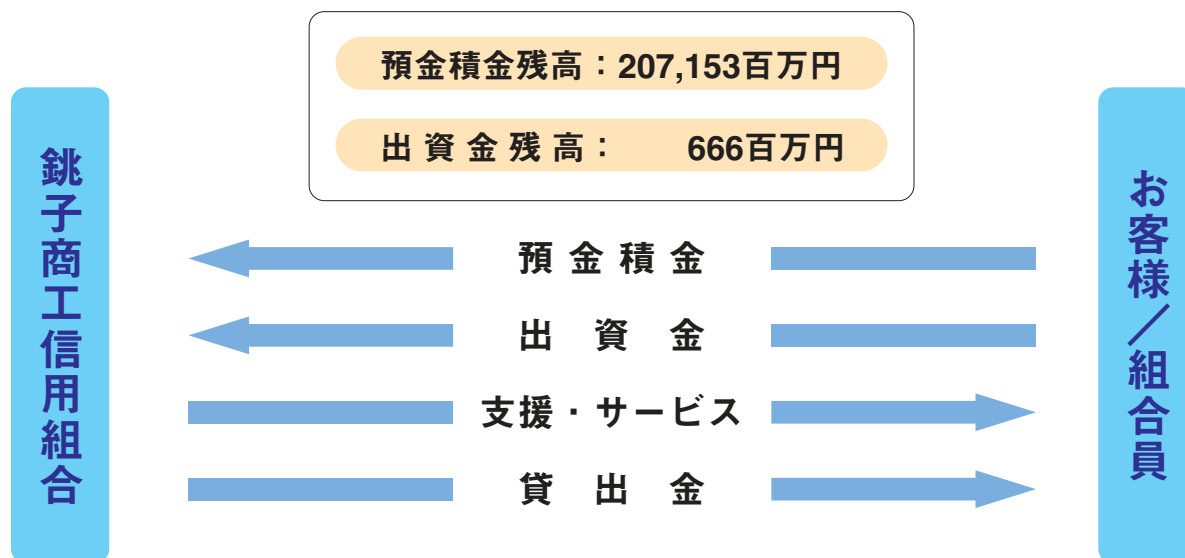 預金積金残高：207,153百万円
出資金残高： 666百万円
銚子商工信用組合
お客様／組合員
預金積金
出資金
支援・サービス
貸出金